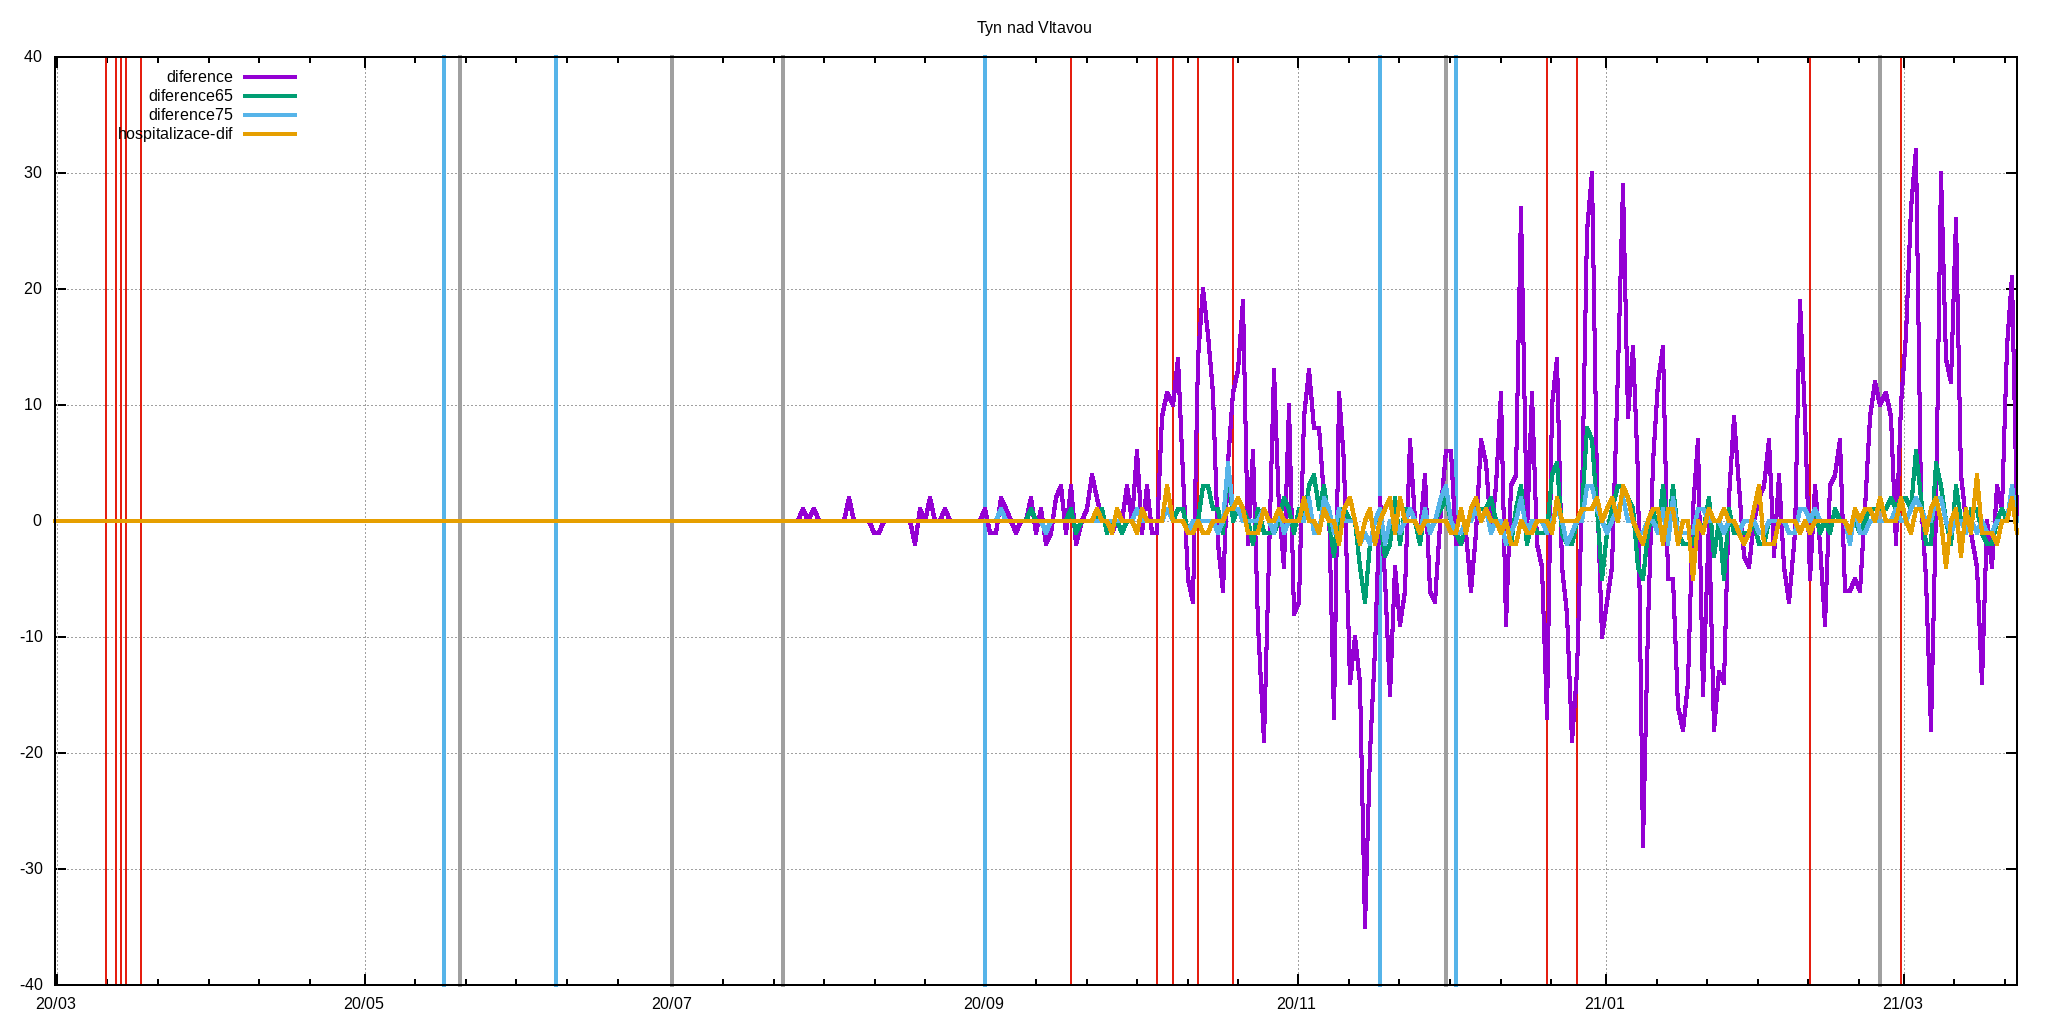 Tyn nad Vltavou
40
30
20
10
0
-10
-20
-30
-40
diference
diference65
diference75
hospitalizace-dif
20/03 20/05 20/07 20/09 20/11 21/01 21/03